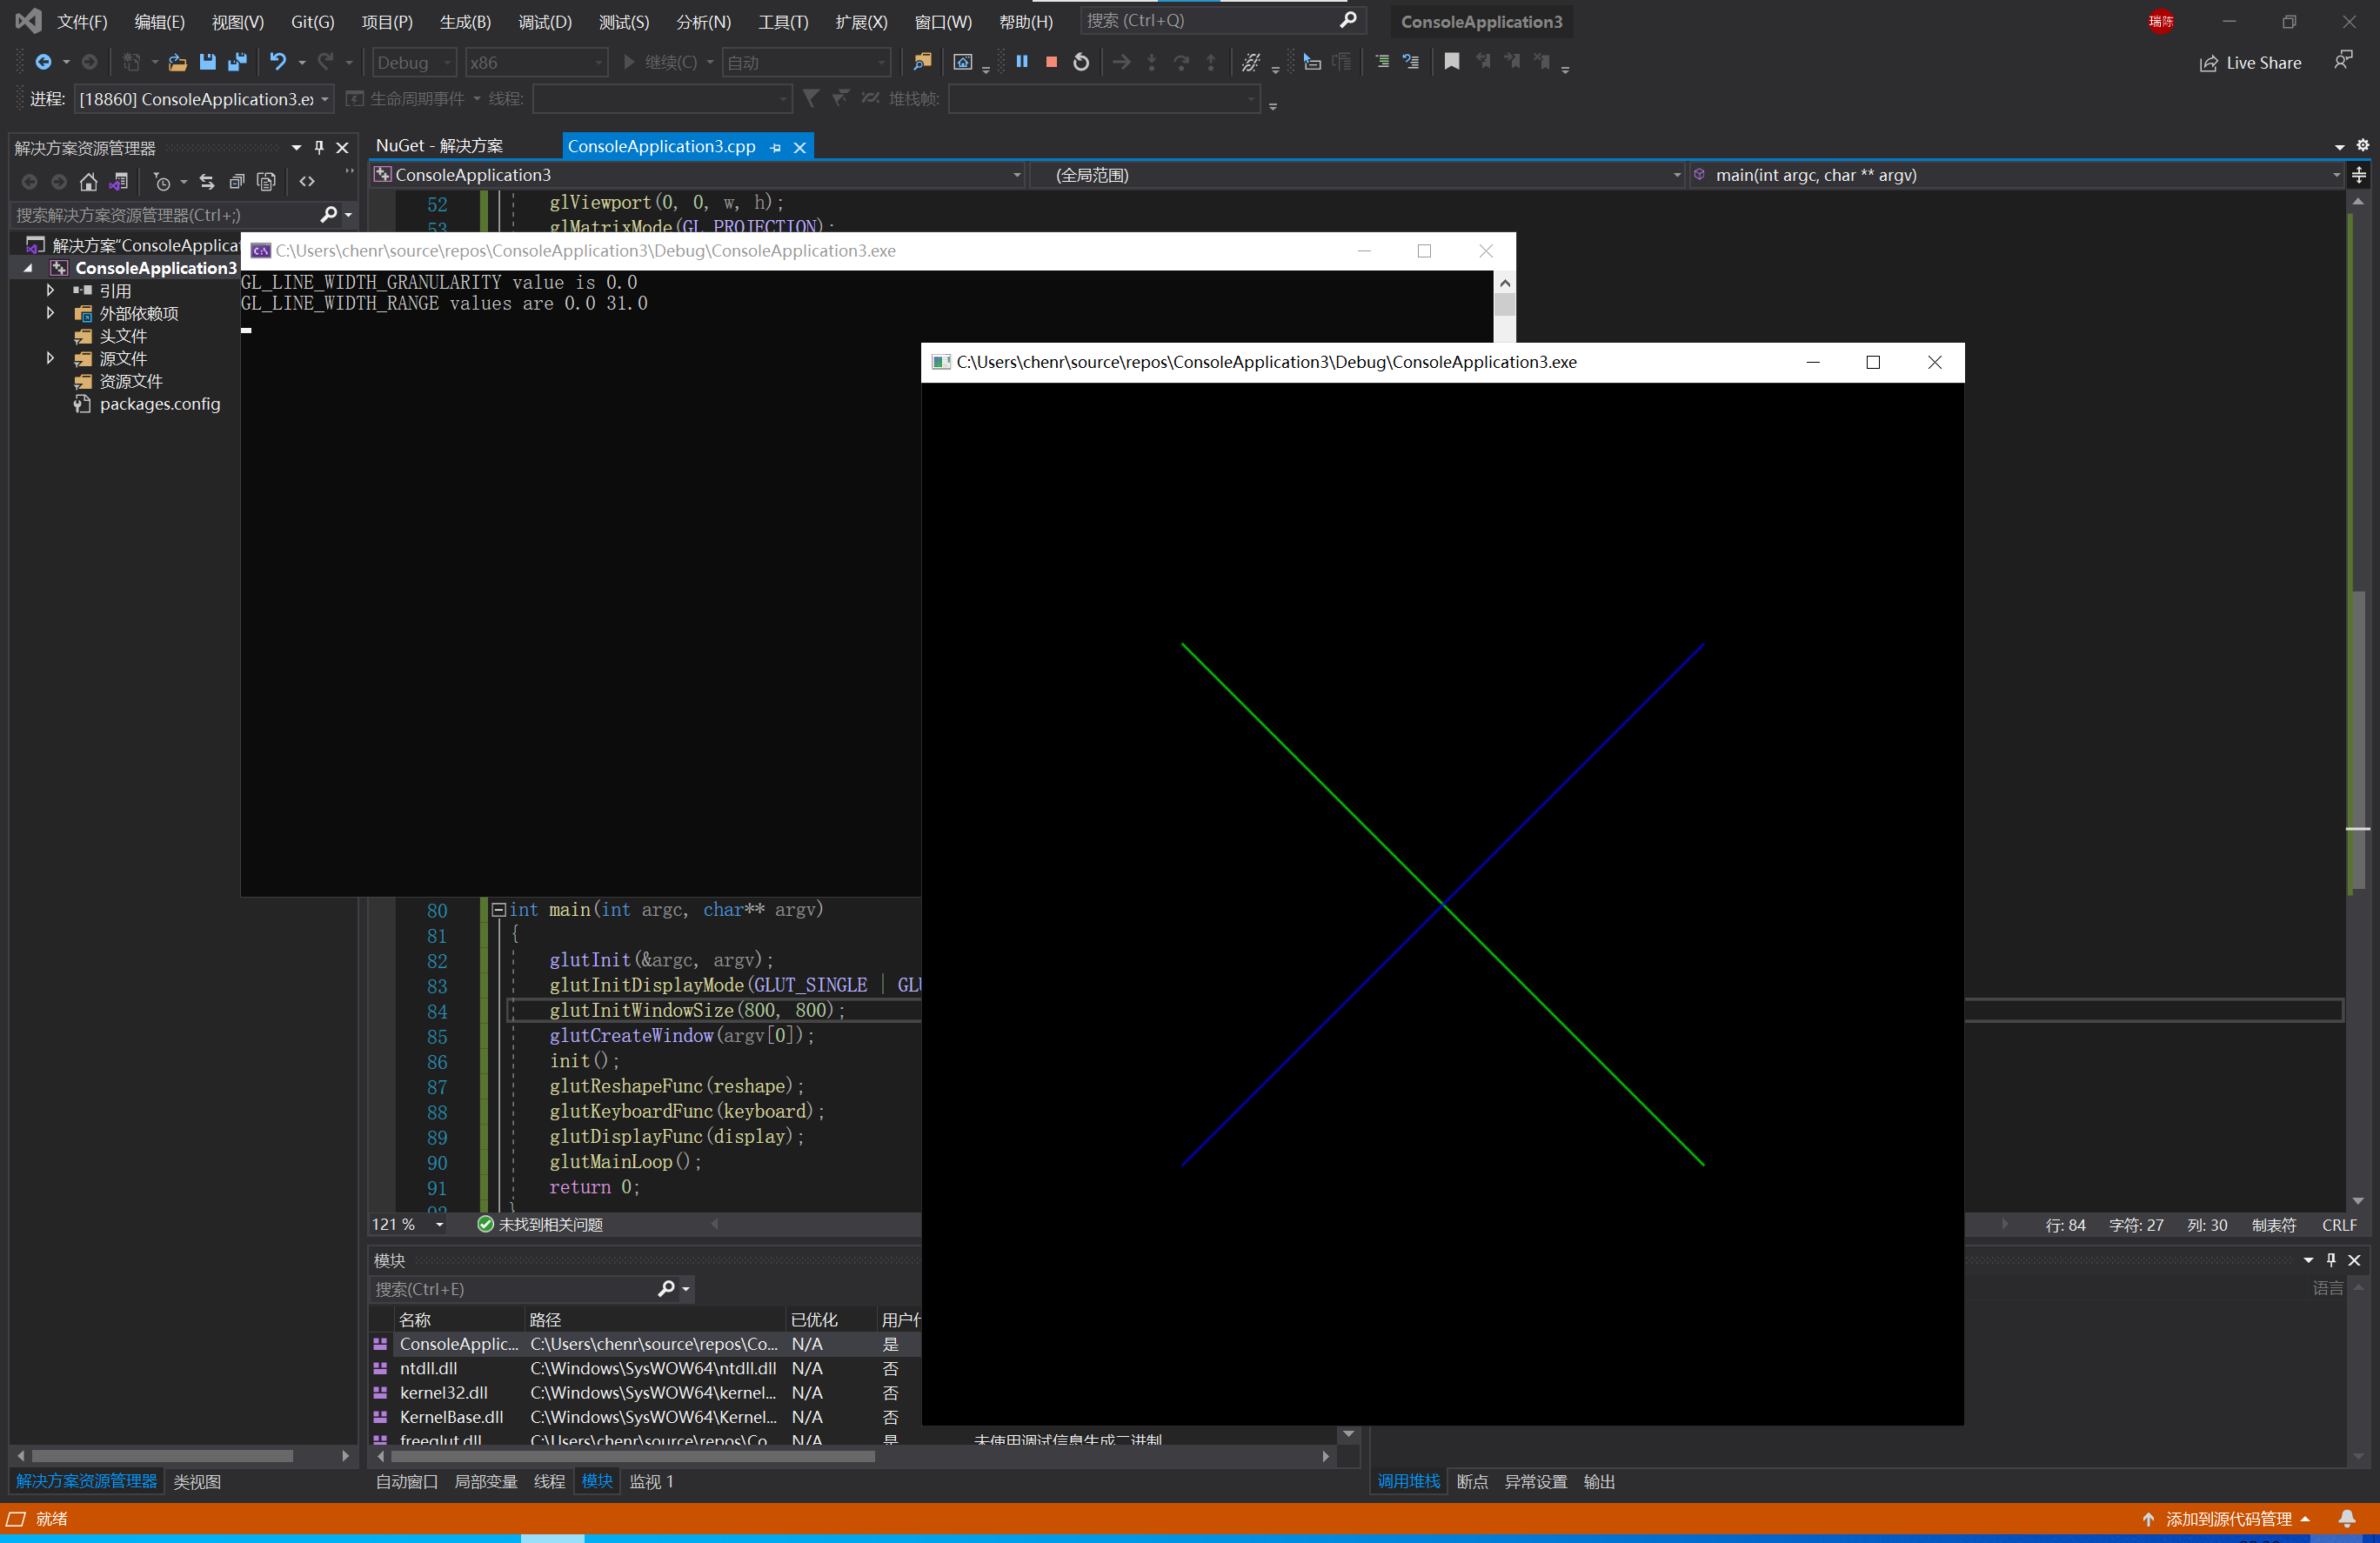 文件(F) 编辑(E) 视图(V) Git(G) 项目(P) 生成(B) 调试(D) 测试(S) 分析(N) 工具(T) 扩展(X) 窗口(W) 帮助(H) 搜索 (Ctrl+Q) ConsoleApplication3 瑞陈
Debug x86 继续(C) 自动 Live Share
进程: [18860] ConsoleApplication3.ex 生命周期事件 线程: 堆栈帧:
解决方案资源管理器
搜索解决方案资源管理器(Ctrl+;)
解决方案"ConsoleApplicat
ConsoleApplication3
引用
外部依赖项
头文件
源文件
资源文件
packages.config
NuGet - 解决方案 ConsoleApplication3.cpp
ConsoleApplication3 (全局范围) main(int argc, char ** argv)
52 glViewport(0, 0, w, h);
53 glMatrixMode(GL_PROJECTION);
C:\Users\chenr\source\repos\ConsoleApplication3\Debug\ConsoleApplication3.exe
GL_LINE_WIDTH_GRANULARITY value is 0.0
GL_LINE_WIDTH_RANGE values are 0.0 31.0
C:\Users\chenr\source\repos\ConsoleApplication3\Debug\ConsoleApplication3.exe
80 int main(int argc, char** argv)
81 {
82 glutInit(&argc, argv);
83 glutInitDisplayMode(GLUT_SINGLE | GLU
84 glutInitWindowSize(800, 800);
85 glutCreateWindow(argv[0]);
86 init();
87 glutReshapeFunc(reshape);
88 glutKeyboardFunc(keyboard);
89 glutDisplayFunc(display);
90 glutMainLoop();
91 return 0;
92 }
121 % 未找到相关问题 行: 84 字符: 27 列: 30 制表符 CRLF
模块
搜索(Ctrl+E) 语言
名称 路径 已优化 用户代
ConsoleApplic... C:\Users\chenr\source\repos\Co... N/A 是
ntdll.dll C:\Windows\SysWOW64\ntdll.dll N/A 否
kernel32.dll C:\Windows\SysWOW64\kernel... N/A 否
KernelBase.dll C:\Windows\SysWOW64\Kernel... N/A 否
freeglut.dll C:\Users\chenr\source\repos\Co... N/A 是 未使用调试信息生成二进制
解决方案资源管理器 类视图 自动窗口 局部变量 线程 模块 监视 1 调用堆栈 断点 异常设置 输出
就绪 添加到源代码管理